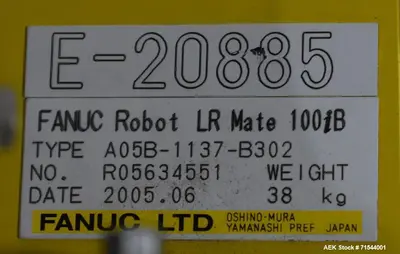 E-20885
FANUC Robot LR Mate 100iB
TYPE A05B-1137-B302
NO. R05634551 WEIGHT
DATE 2005.06 38 kg
FANUC LTD OSHINO-MURA
YAMANASHI PREF JAPAN
AEK Stock # 71544001